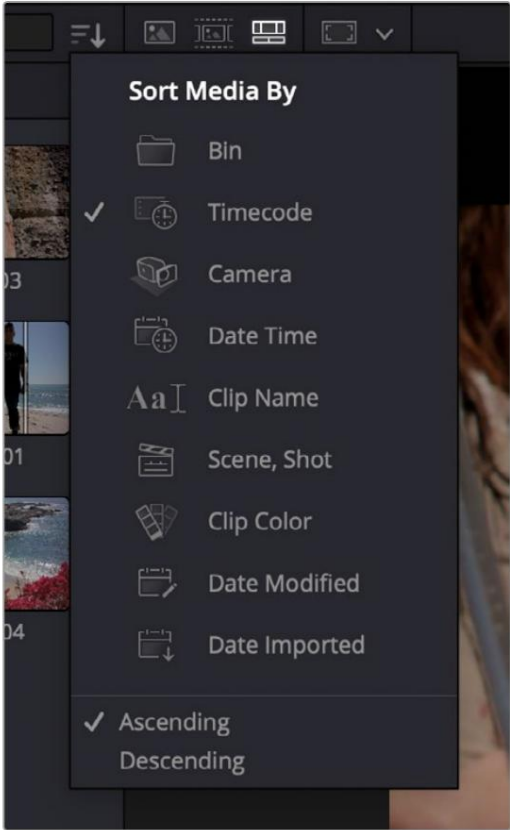 Sort Media By
Bin
Timecode
Camera
Date Time
Aa Clip Name
Scene, Shot
Clip Color
Date Modified
Date Imported
Ascending
Descending
03
01
04